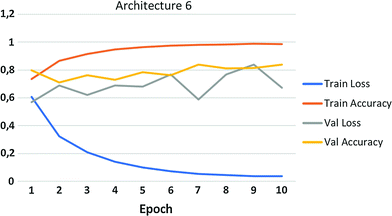 Architecture 6
1,2
1
0,8
0,6
0,4
0,2
0
1 2 3 4 5 6 7 8 9 10
Epoch
Train Loss
Train Accuracy
Val Loss
Val Accuracy